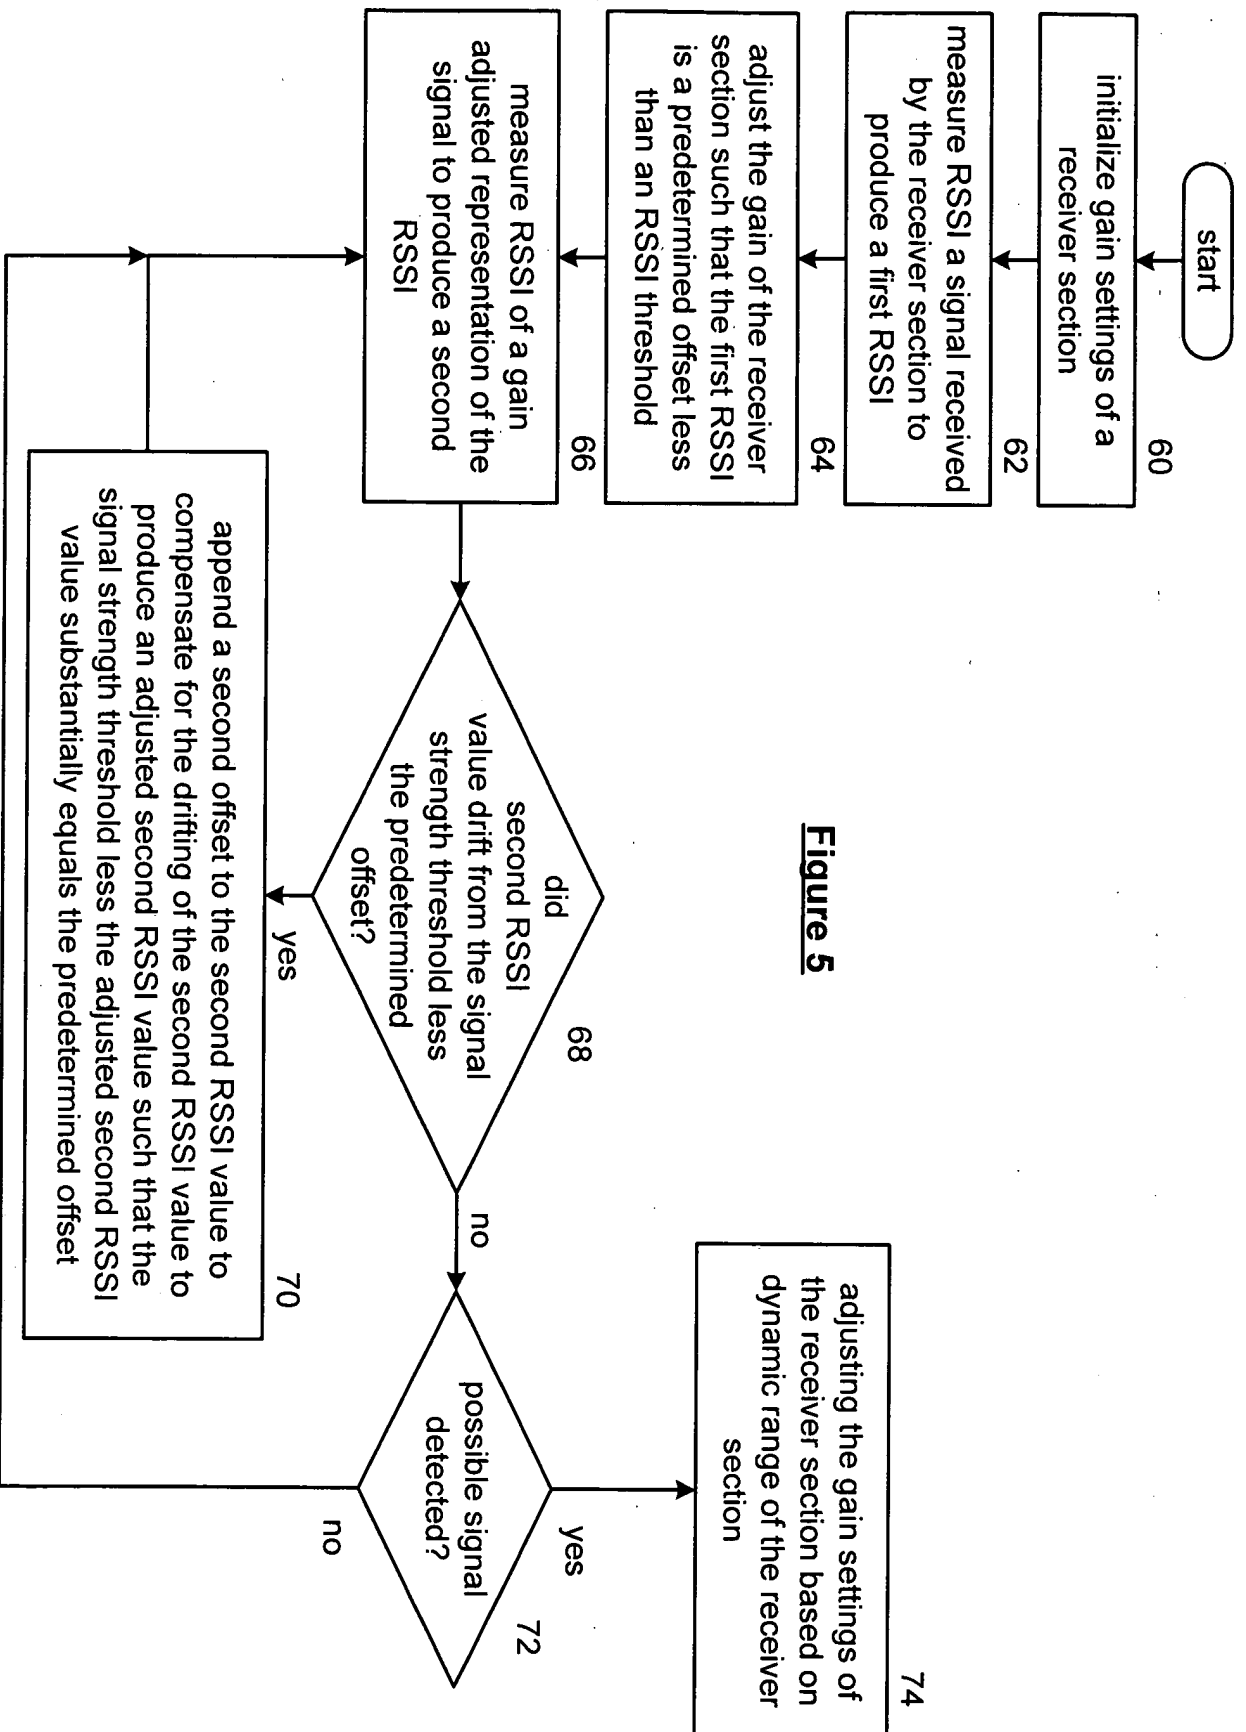 start
initialize gain settings of a
receiver section
60
measure RSSI a signal received
by the receiver section to
produce a first RSSI
62
adjust the gain of the receiver
section such that the first RSSI
is a predetermined offset less
than an RSSI threshold
64
measure RSSI of a gain
adjusted representation of the
signal to produce a second
RSSI
66
did
second RSSI
value drift from the signal
strength threshold less
the predetermined
offset?
68
yes
no
append a second offset to the second RSSI value to
compensate for the drifting of the second RSSI value to
produce an adjusted second RSSI value such that the
signal strength threshold less the adjusted second RSSI
value substantially equals the predetermined offset
70
possible signal
detected?
72
yes
no
adjusting the gain settings of
the receiver section based on
dynamic range of the receiver
section
74
Figure 5